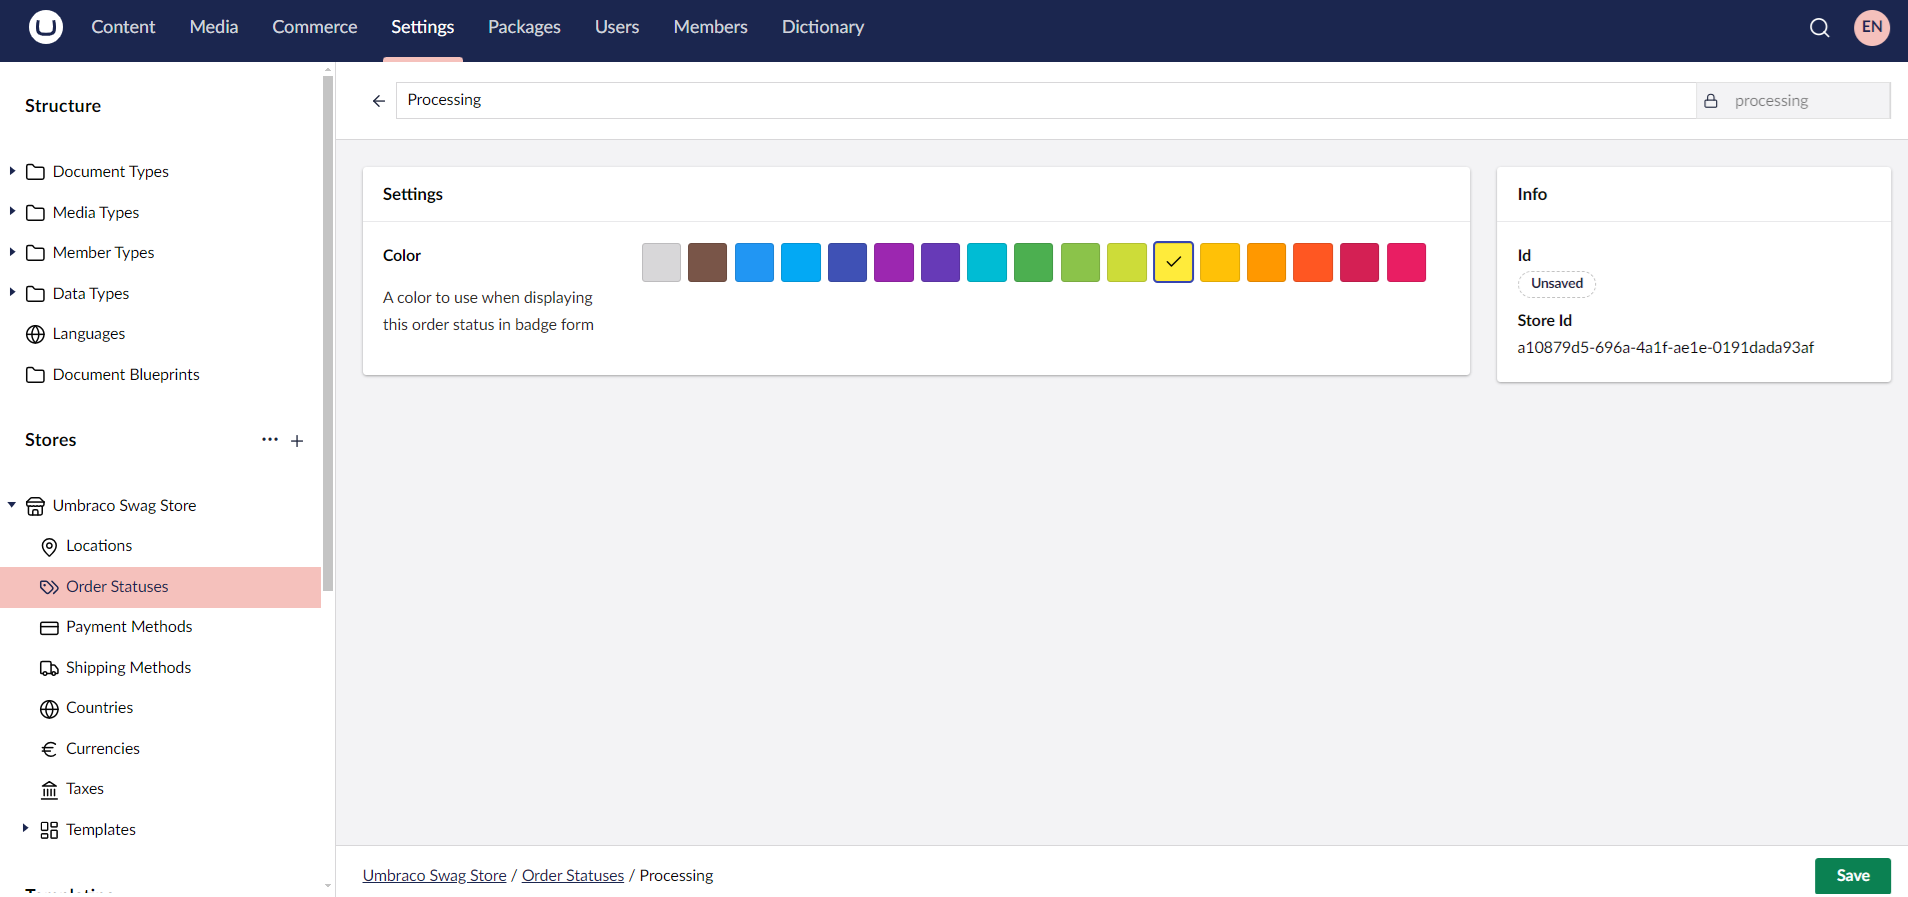 Content Media Commerce Settings Packages Users Members Dictionary EN
Structure
Document Types
Media Types
Member Types
Data Types
Languages
Document Blueprints
Stores
Umbraco Swag Store
Locations
Order Statuses
Payment Methods
Shipping Methods
Countries
Currencies
Taxes
Templates
Processing
processing
Settings
Color
A color to use when displaying
this order status in badge form
Info
Id
Unsaved
Store Id
a10879d5-696a-4a1f-ae1e-0191dada93af
Umbraco Swag Store / Order Statuses / Processing
Save